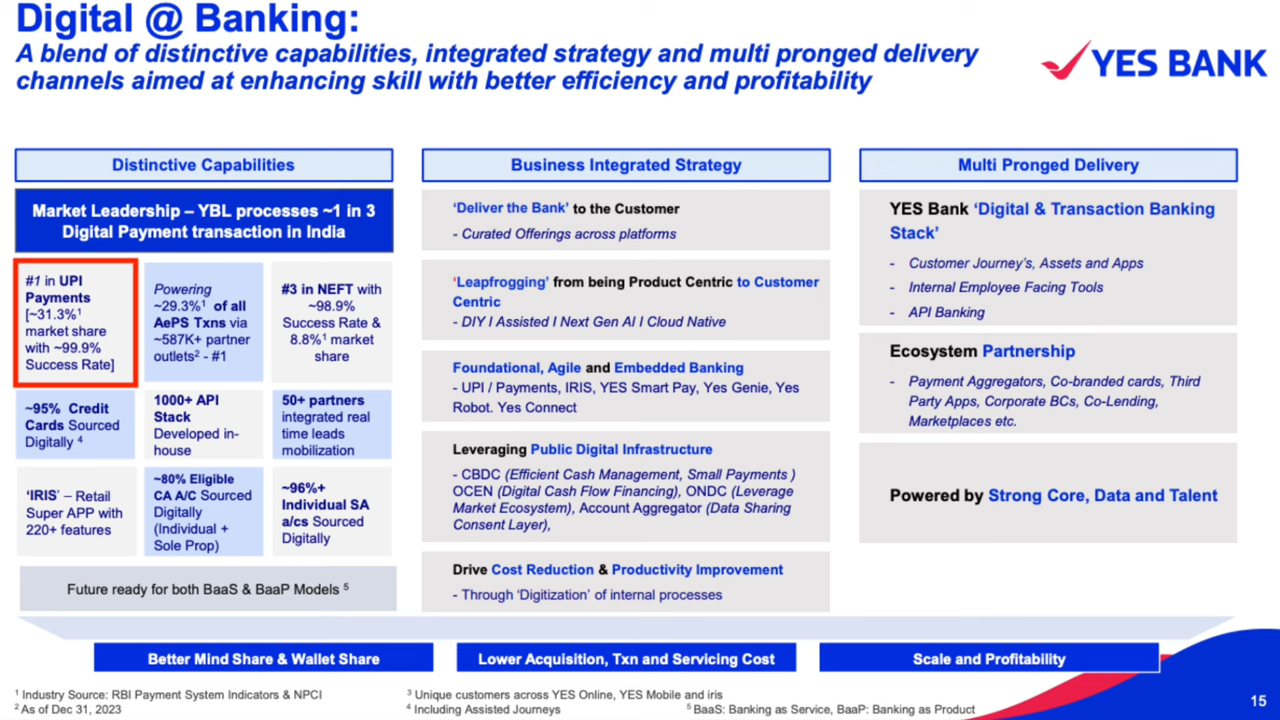 Digital @ Banking:
A blend of distinctive capabilities, integrated strategy and multi pronged delivery
channels aimed at enhancing skill with better efficiency and profitability
YES BANK
Distinctive Capabilities
Market Leadership – YBL processes ~1 in 3
Digital Payment transaction in India
#1 in UPI
Payments
[~31.3%¹
market share
with ~99.9%
Success Rate]
Powering
~29.3%¹ of all
AePS Txns via
~587K+ partner
outlets² - #1
#3 in NEFT with
~98.9%
Success Rate &
8.8%¹ market
share
~95% Credit
Cards Sourced
Digitally ⁴
1000+ API
Stack
Developed in-
house
50+ partners
integrated real
time leads
mobilization
‘IRIS’ – Retail
Super APP with
220+ features
~80% Eligible
CA A/C Sourced
Digitally
(Individual +
Sole Prop)
~96%+
Individual SA
a/cs Sourced
Digitally
Future ready for both BaaS & BaaP Models ⁵
Business Integrated Strategy
‘Deliver the Bank’ to the Customer
- Curated Offerings across platforms
‘Leapfrogging’ from being Product Centric to Customer
Centric
- DIY I Assisted I Next Gen AI I Cloud Native
Foundational, Agile and Embedded Banking
- UPI / Payments, IRIS, YES Smart Pay, Yes Genie, Yes
Robot. Yes Connect
Leveraging Public Digital Infrastructure
- CBDC (Efficient Cash Management, Small Payments )
OCEN (Digital Cash Flow Financing), ONDC (Leverage
Market Ecosystem), Account Aggregator (Data Sharing
Consent Layer),
Drive Cost Reduction & Productivity Improvement
- Through ‘Digitization’ of internal processes
Multi Pronged Delivery
YES Bank ‘Digital & Transaction Banking
Stack’
- Customer Journey’s, Assets and Apps
- Internal Employee Facing Tools
- API Banking
Ecosystem Partnership
- Payment Aggregators, Co-branded cards, Third
Party Apps, Corporate BCs, Co-Lending,
Marketplaces etc.
Powered by Strong Core, Data and Talent
Better Mind Share & Wallet Share
Lower Acquisition, Txn and Servicing Cost
Scale and Profitability
¹ Industry Source: RBI Payment System Indicators & NPCI
² As of Dec 31, 2023
³ Unique customers across YES Online, YES Mobile and iris
⁴ Including Assisted Journeys
⁵ BaaS: Banking as Service, BaaP: Banking as Product
15